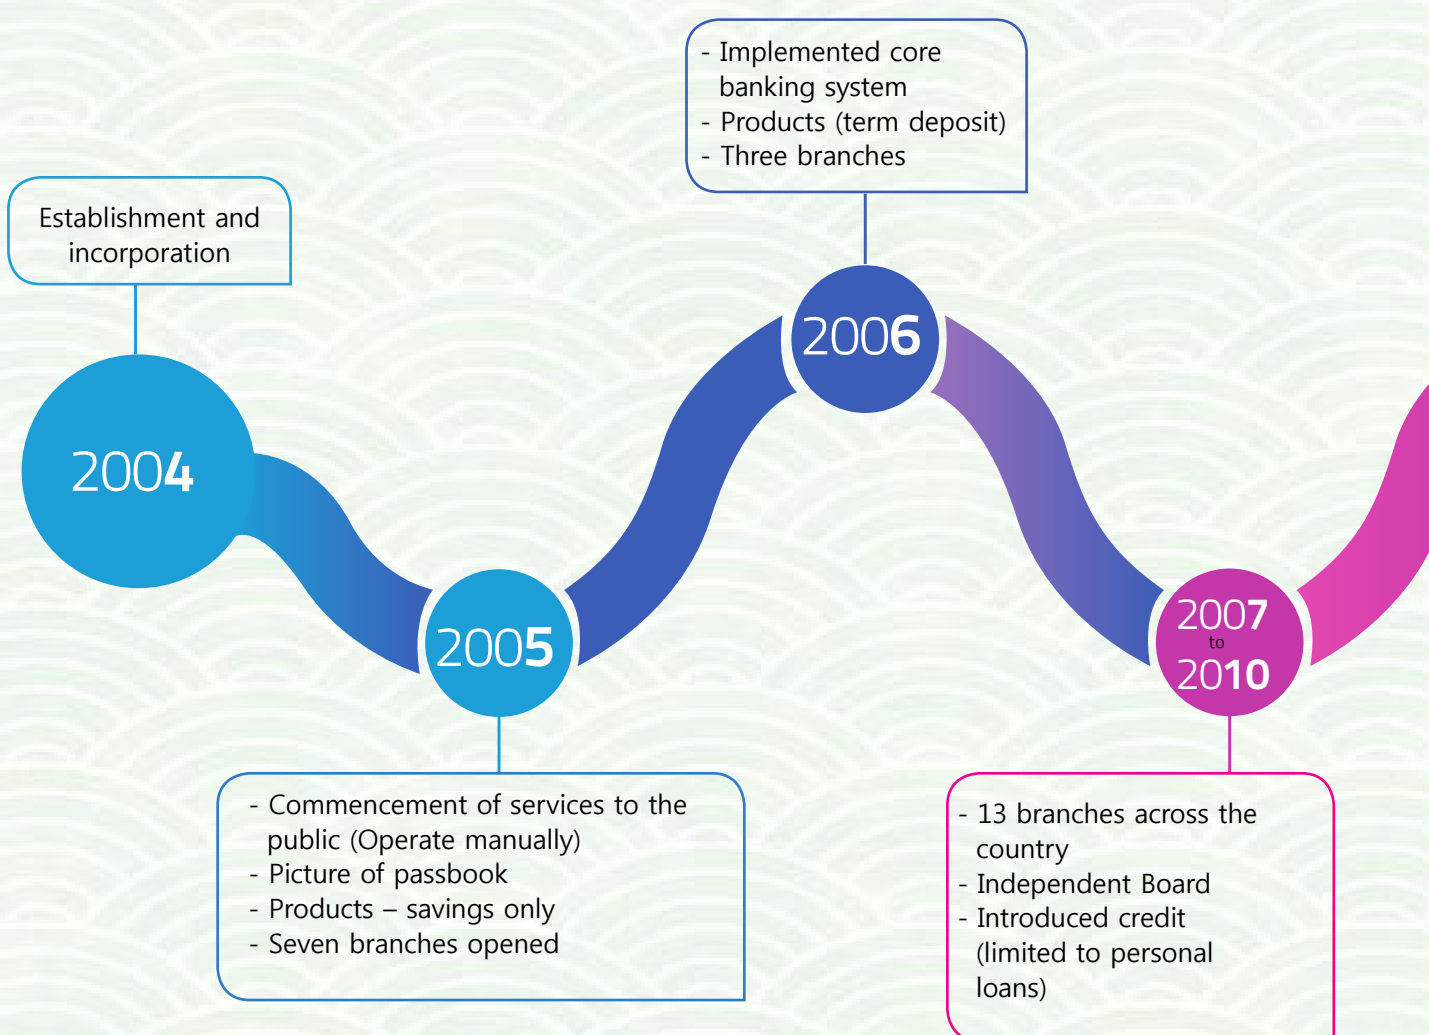 Establishment and
incorporation
2004
2005
- Commencement of services to the
public (Operate manually)
- Picture of passbook
- Products – savings only
- Seven branches opened
- Implemented core
banking system
- Products (term deposit)
- Three branches
2006
2007
to
2010
- 13 branches across the
country
- Independent Board
- Introduced credit
(limited to personal
loans)